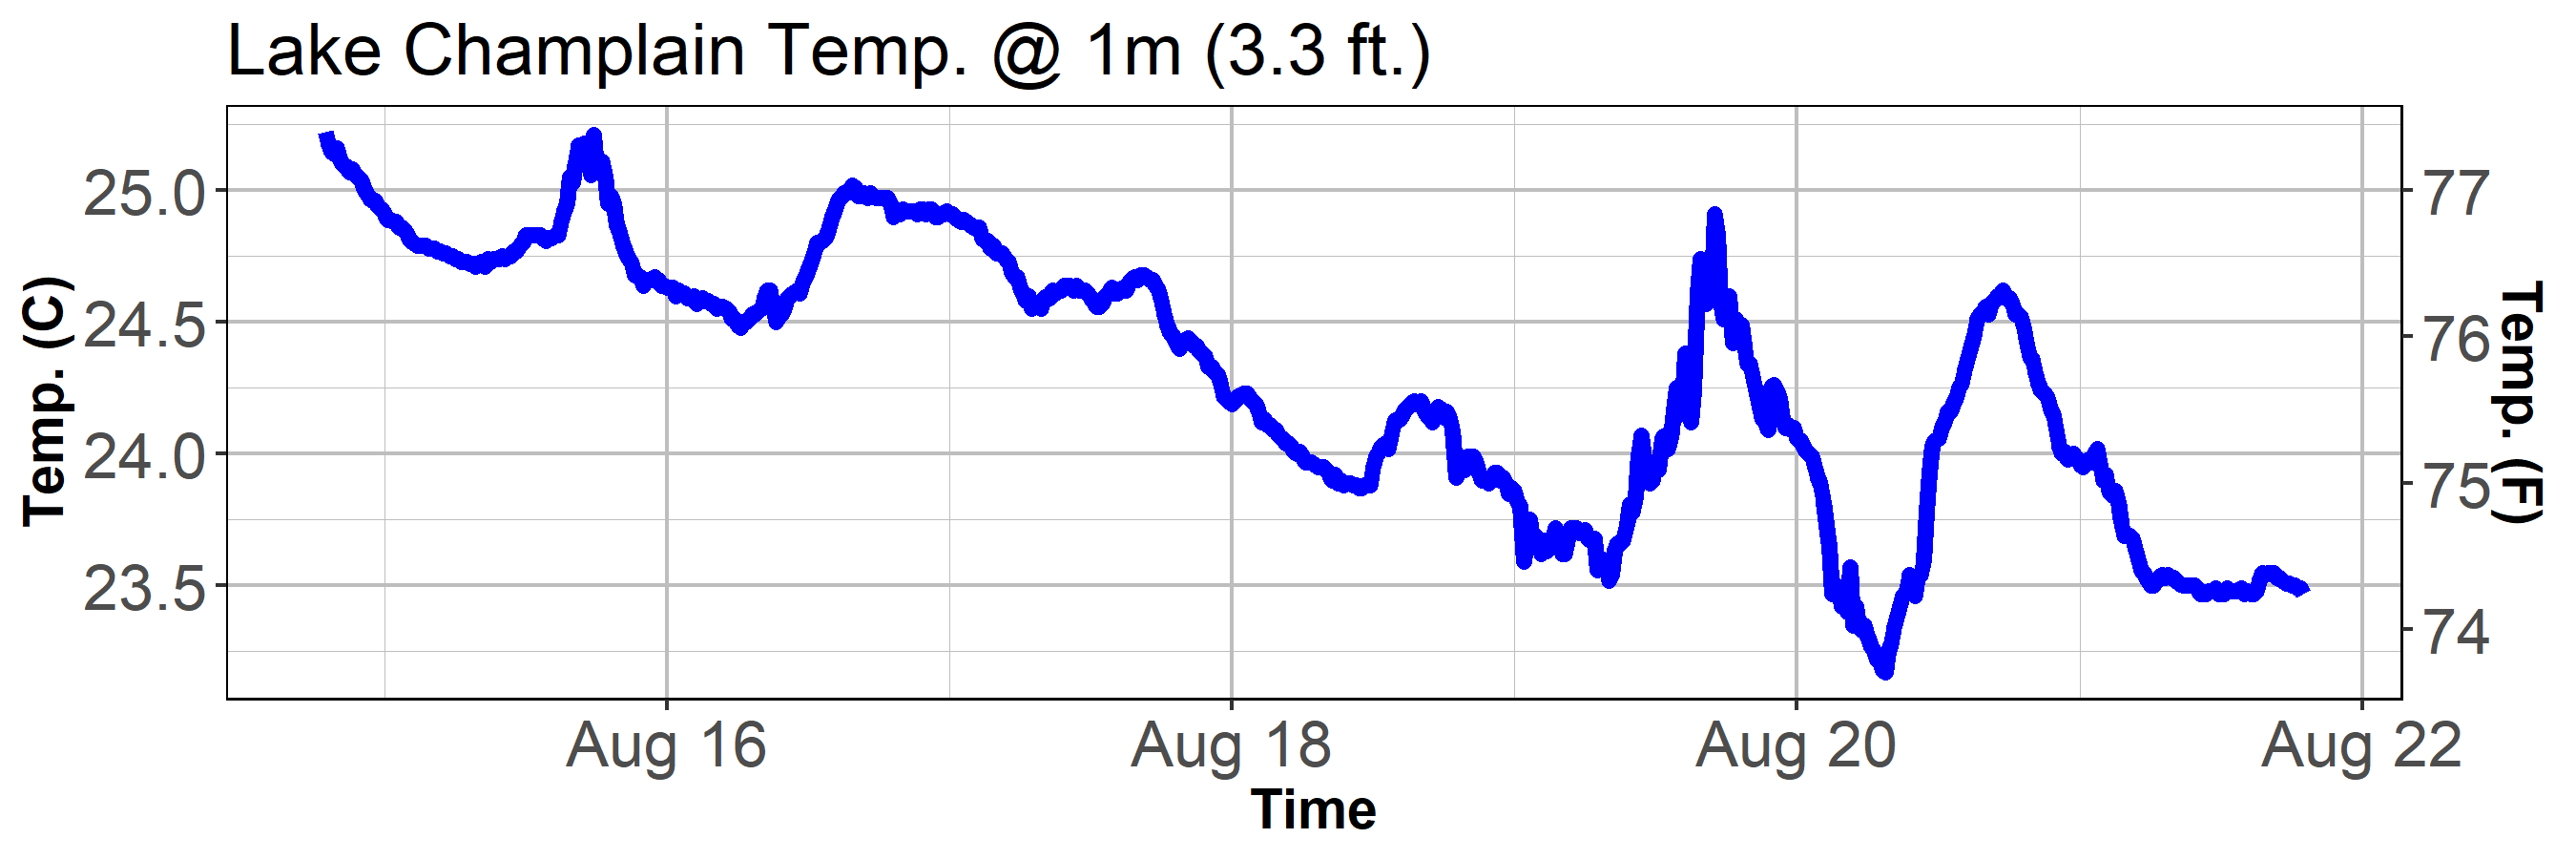 Lake Champlain Temp. @ 1m (3.3 ft.)
Temp. (C)
25.0
24.5
24.0
23.5
77
76
75
74
Temp. (F)
Aug 16 Aug 18 Aug 20 Aug 22
Time